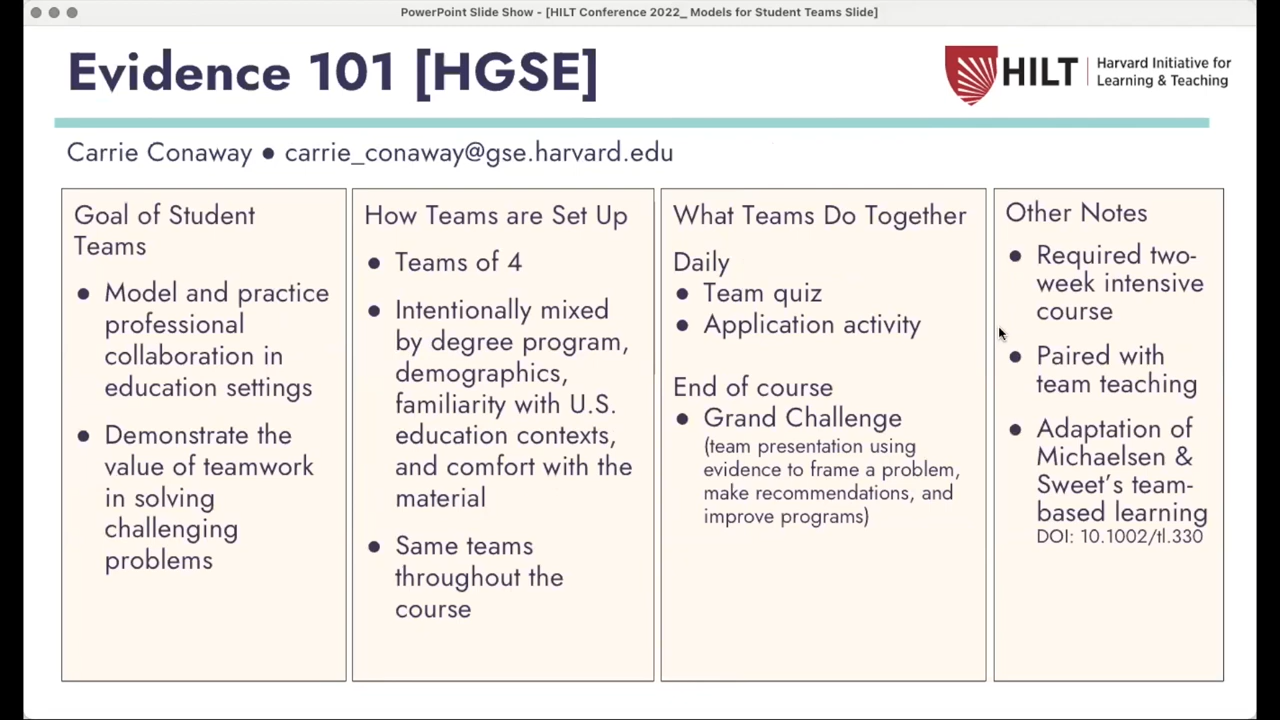 PowerPoint Slide Show - [HILT Conference 2022_ Models for Student Teams Slide]
Evidence 101 [HGSE]
HILT
Harvard Initiative for
Learning & Teaching
Carrie Conaway ● carrie_conaway@gse.harvard.edu
Goal of Student
Teams
● Model and practice
professional
collaboration in
education settings
● Demonstrate the
value of teamwork
in solving
challenging
problems
How Teams are Set Up
● Teams of 4
● Intentionally mixed
by degree program,
demographics,
familiarity with U.S.
education contexts,
and comfort with the
material
● Same teams
throughout the
course
What Teams Do Together
Daily
● Team quiz
● Application activity
End of course
● Grand Challenge
(team presentation using
evidence to frame a problem,
make recommendations, and
improve programs)
Other Notes
● Required two-
week intensive
course
● Paired with
team teaching
● Adaptation of
Michaelsen &
Sweet's team-
based learning
DOI: 10.1002/tl.330